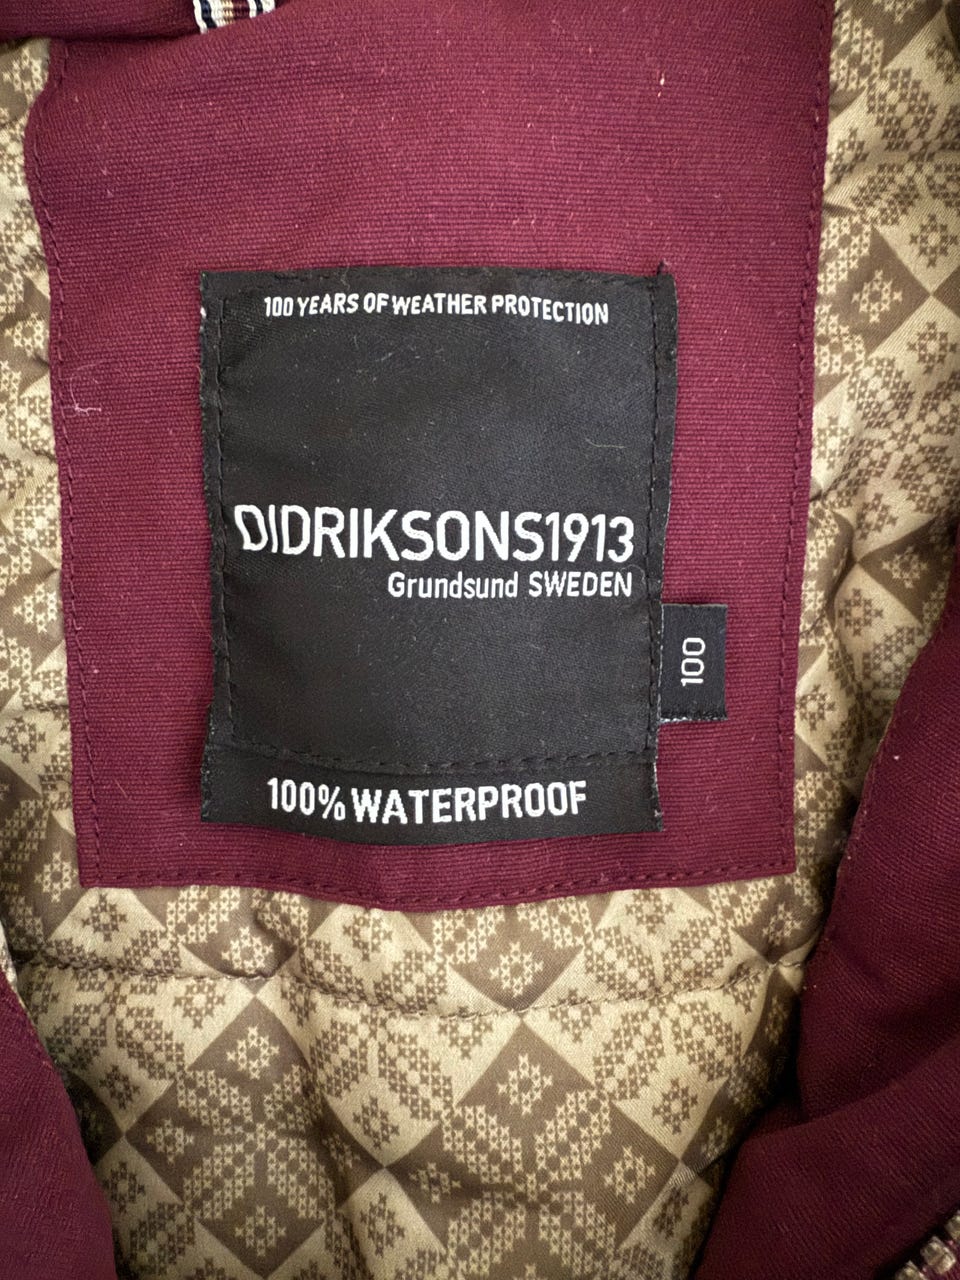 100 YEARS OF WEATHER PROTECTION
DIDRIKSONS1913
Grundsund SWEDEN
100
100% WATERPROOF